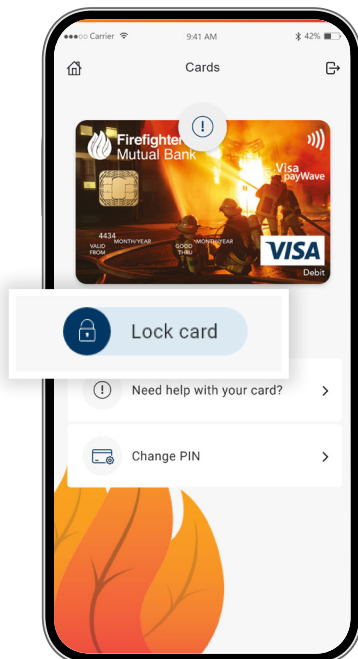 Carrier 9:41 AM 42%
Cards
Firefighter
Mutual Bank
Visa
payWave
4434
MONTH/YEAR MONTH/YEAR
VALID FROM GOOD THRU
VISA
Debit
Lock card
Need help with your card?
Change PIN